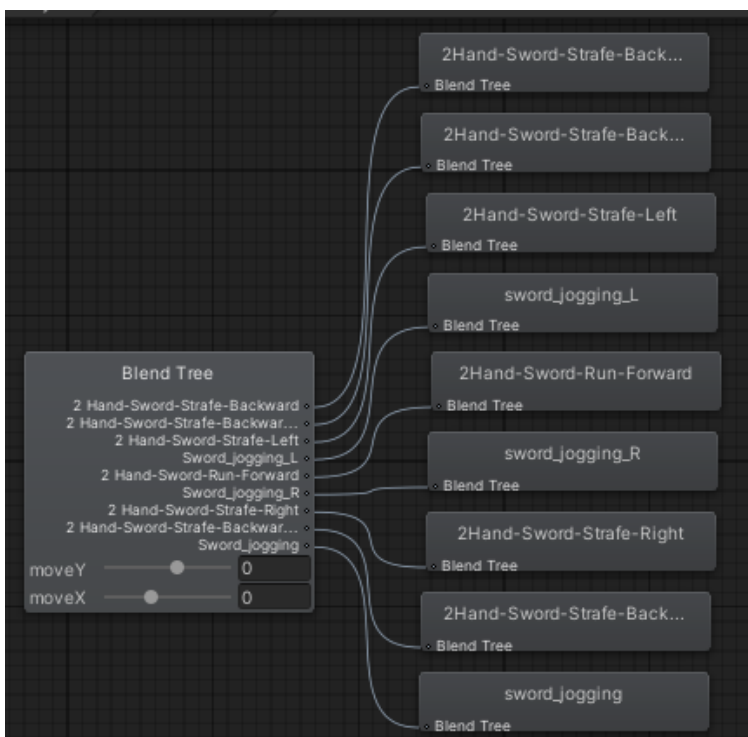 2Hand-Sword-Strafe-Back...
Blend Tree
2Hand-Sword-Strafe-Back...
Blend Tree
2Hand-Sword-Strafe-Left
Blend Tree
sword_jogging_L
Blend Tree
2Hand-Sword-Run-Forward
Blend Tree
sword_jogging_R
Blend Tree
2Hand-Sword-Strafe-Right
Blend Tree
2Hand-Sword-Strafe-Back...
Blend Tree
sword_jogging
Blend Tree
Blend Tree
2 Hand-Sword-Strafe-Backward
2 Hand-Sword-Strafe-Backwar...
2 Hand-Sword-Strafe-Left
Sword_jogging_L
2 Hand-Sword-Run-Forward
Sword_jogging_R
2 Hand-Sword-Strafe-Right
2 Hand-Sword-Strafe-Backwar...
Sword_jogging
moveY 0
moveX 0